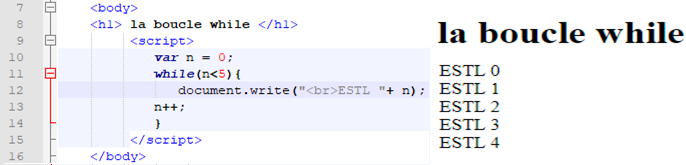 7 <body>
8 <h1> la boucle while </h1>
9 <script>
10 var n = 0;
11 while(n<5){
12 document.write("<br>ESTL "+ n);
13 n++;
14 }
15 </script>
16 </body>
la boucle while
ESTL 0
ESTL 1
ESTL 2
ESTL 3
ESTL 4